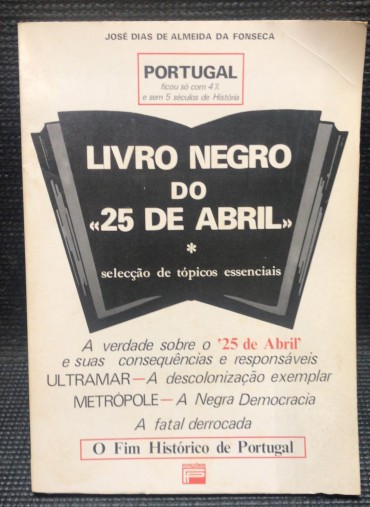 JOSÉ DIAS DE ALMEIDA DA FONSECA
PORTUGAL
ficou só com 4%
e sem 5 séculos de História
LIVRO NEGRO
DO
«25 DE ABRIL»
*
selecção de tópicos essenciais
A verdade sobre o '25 de Abril'
e suas consequências e responsáveis
ULTRAMAR—A descolonização exemplar
METRÓPOLE—A Negra Democracia
A fatal derrocada
O Fim Histórico de Portugal